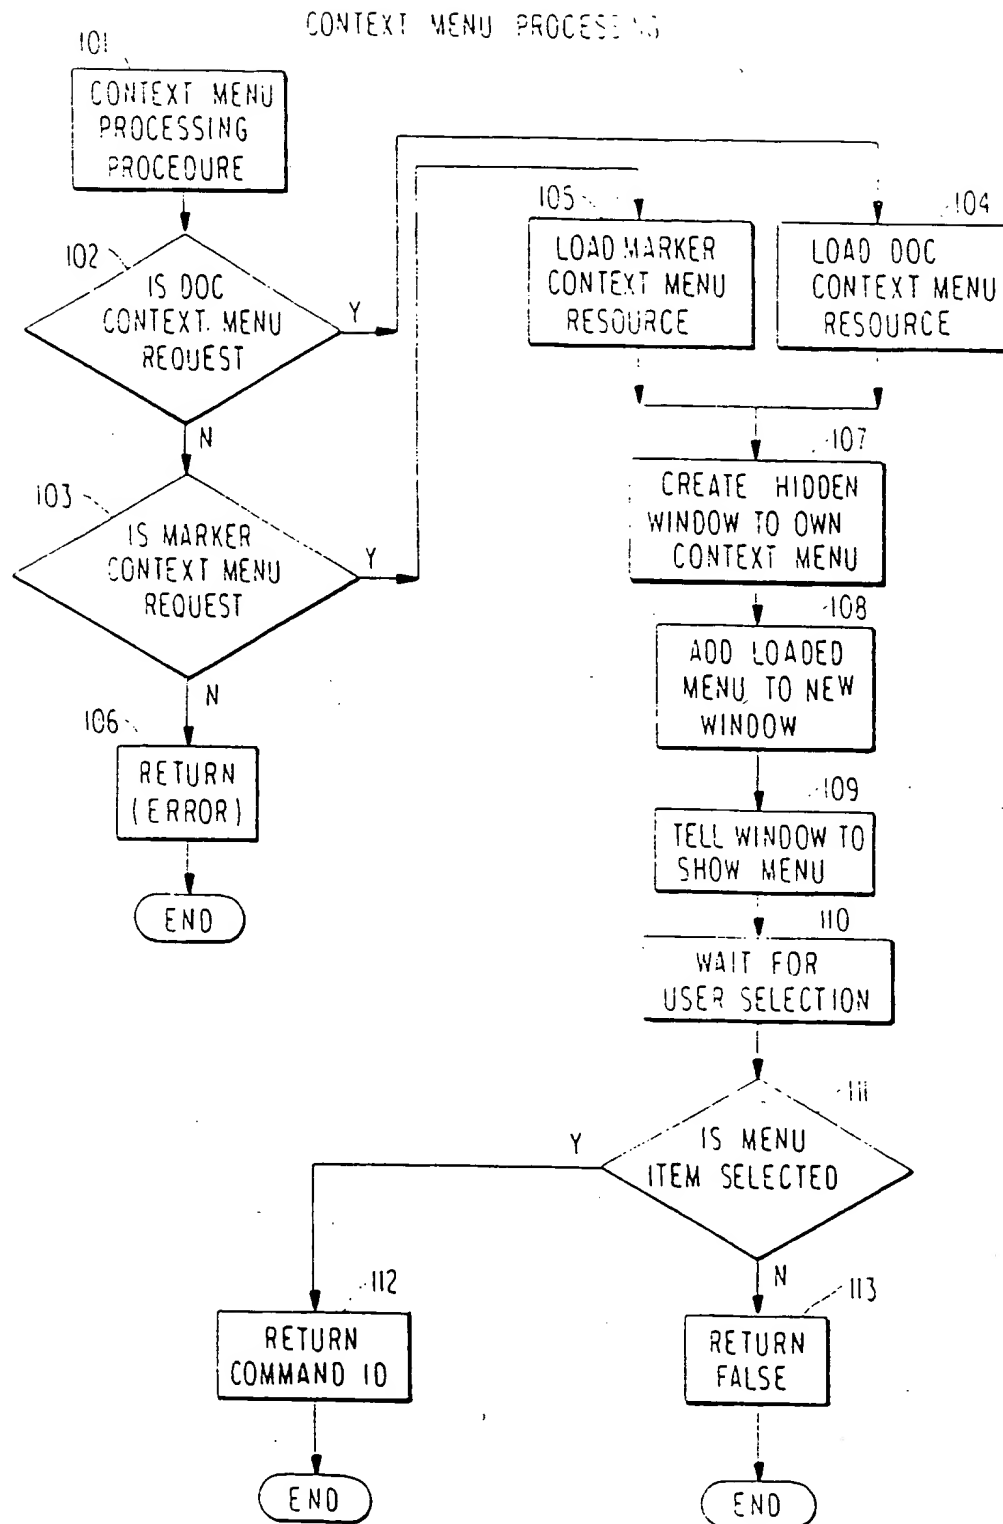 CONTEXT MENU PROCESSING
101
CONTEXT MENU
PROCESSING
PROCEDURE
102
IS DOC
CONTEXT MENU
REQUEST
Y
N
103
IS MARKER
CONTEXT MENU
REQUEST
Y
N
106
RETURN
(ERROR)
END
105
LOAD MARKER
CONTEXT MENU
RESOURCE
104
LOAD DOC
CONTEXT MENU
RESOURCE
107
CREATE HIDDEN
WINDOW TO OWN
CONTEXT MENU
108
ADD LOADED
MENU TO NEW
WINDOW
109
TELL WINDOW TO
SHOW MENU
110
WAIT FOR
USER SELECTION
111
IS MENU
ITEM SELECTED
Y
N
112
RETURN
COMMAND ID
END
113
RETURN
FALSE
END